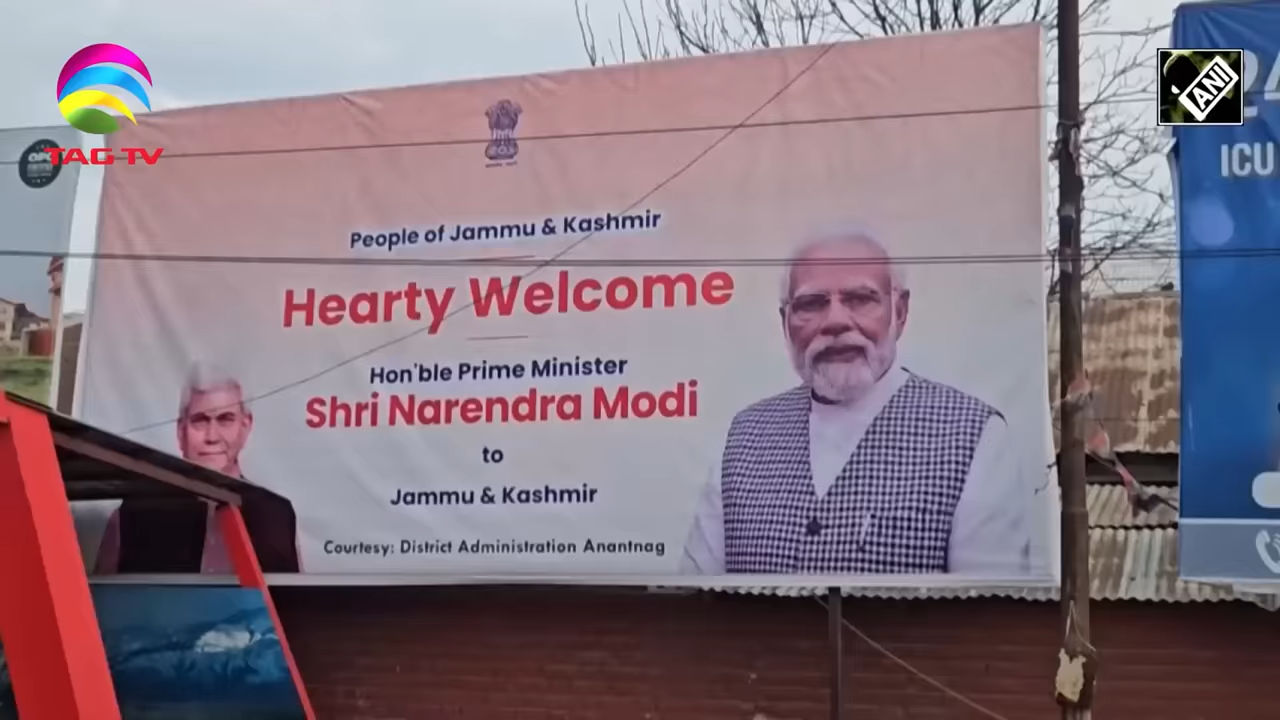 TAG TV
ANI
ICU
People of Jammu & Kashmir
Hearty Welcome
Hon'ble Prime Minister
Shri Narendra Modi
to
Jammu & Kashmir
Courtesy: District Administration Anantnag